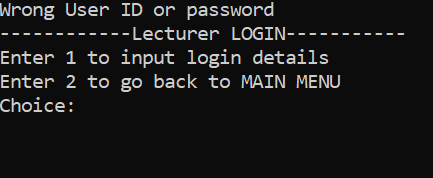 Wrong User ID or password
------------Lecturer LOGIN-----------
Enter 1 to input login details
Enter 2 to go back to MAIN MENU
Choice: